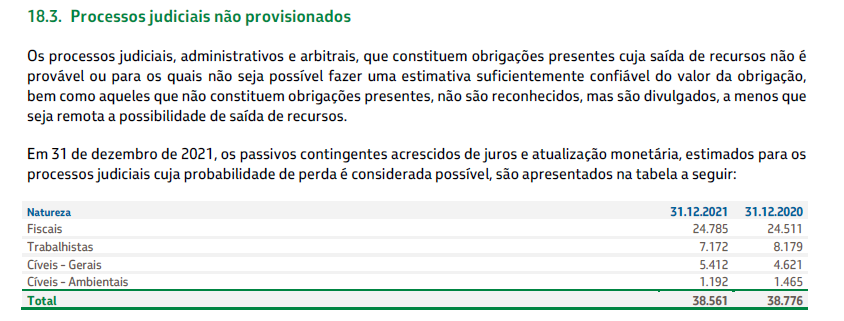 18.3. Processos judiciais não provisionados
Os processos judiciais, administrativos e arbitrais, que constituem obrigações presentes cuja saída de recursos não é
provável ou para os quais não seja possível fazer uma estimativa suficientemente confiável do valor da obrigação,
bem como aqueles que não constituem obrigações presentes, não são reconhecidos, mas são divulgados, a menos que
seja remota a possibilidade de saída de recursos.
Em 31 de dezembro de 2021, os passivos contingentes acrescidos de juros e atualização monetária, estimados para os
processos judiciais cuja probabilidade de perda é considerada possível, são apresentados na tabela a seguir:
Natureza 31.12.2021 31.12.2020
Fiscais 24.785 24.511
Trabalhistas 7.172 8.179
Cíveis - Gerais 5.412 4.621
Cíveis - Ambientais 1.192 1.465
Total 38.561 38.776